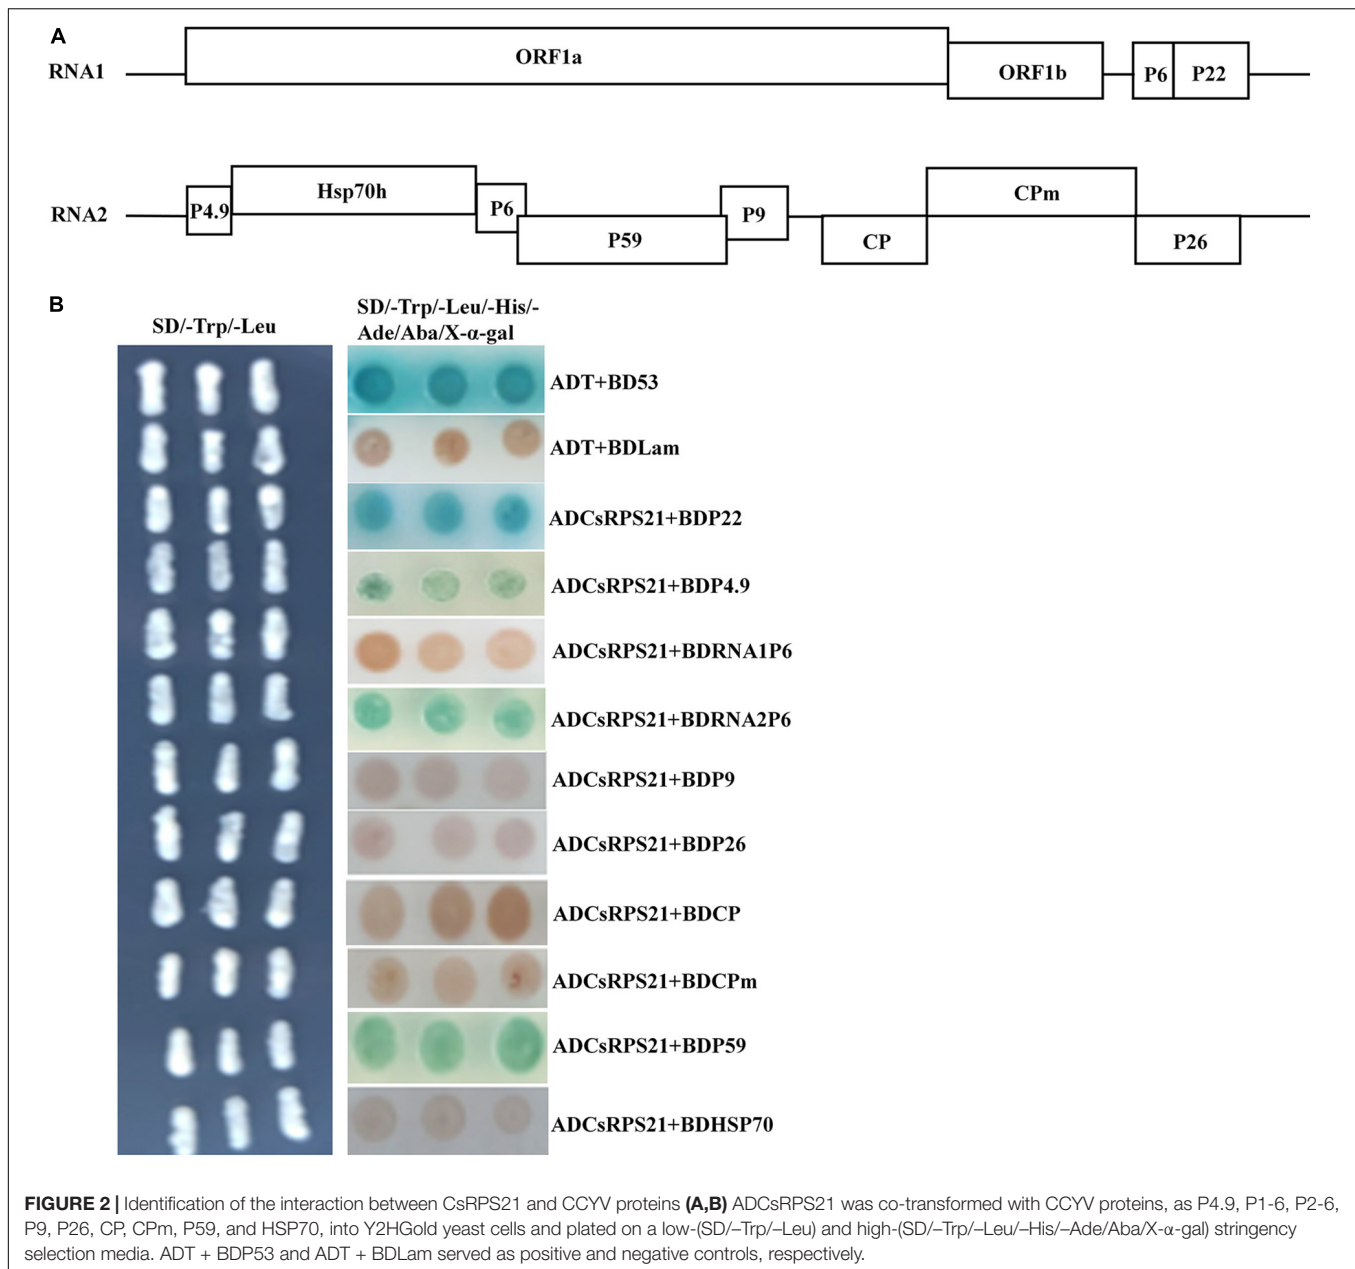 A
RNA1
ORF1a
ORF1b
P6
P22
RNA2
P4.9
Hsp70h
P6
P59
P9
CP
CPm
P26
B
SD/-Trp/-Leu
SD/-Trp/-Leu/-His/-
Ade/Aba/X-α-gal
ADT+BD53
ADT+BDLam
ADCsRPS21+BDP22
ADCsRPS21+BDP4.9
ADCsRPS21+BDRNA1P6
ADCsRPS21+BDRNA2P6
ADCsRPS21+BDP9
ADCsRPS21+BDP26
ADCsRPS21+BDCP
ADCsRPS21+BDCPm
ADCsRPS21+BDP59
ADCsRPS21+BDHSP70
FIGURE 2 | Identification of the interaction between CsRPS21 and CCYV proteins (A,B) ADCsRPS21 was co-transformed with CCYV proteins, as P4.9, P1-6, P2-6,
P9, P26, CP, CPm, P59, and HSP70, into Y2HGold yeast cells and plated on a low-(SD/–Trp/–Leu) and high-(SD/–Trp/–Leu/–His/–Ade/Aba/X-α-gal) stringency
selection media. ADT + BDP53 and ADT + BDLam served as positive and negative controls, respectively.